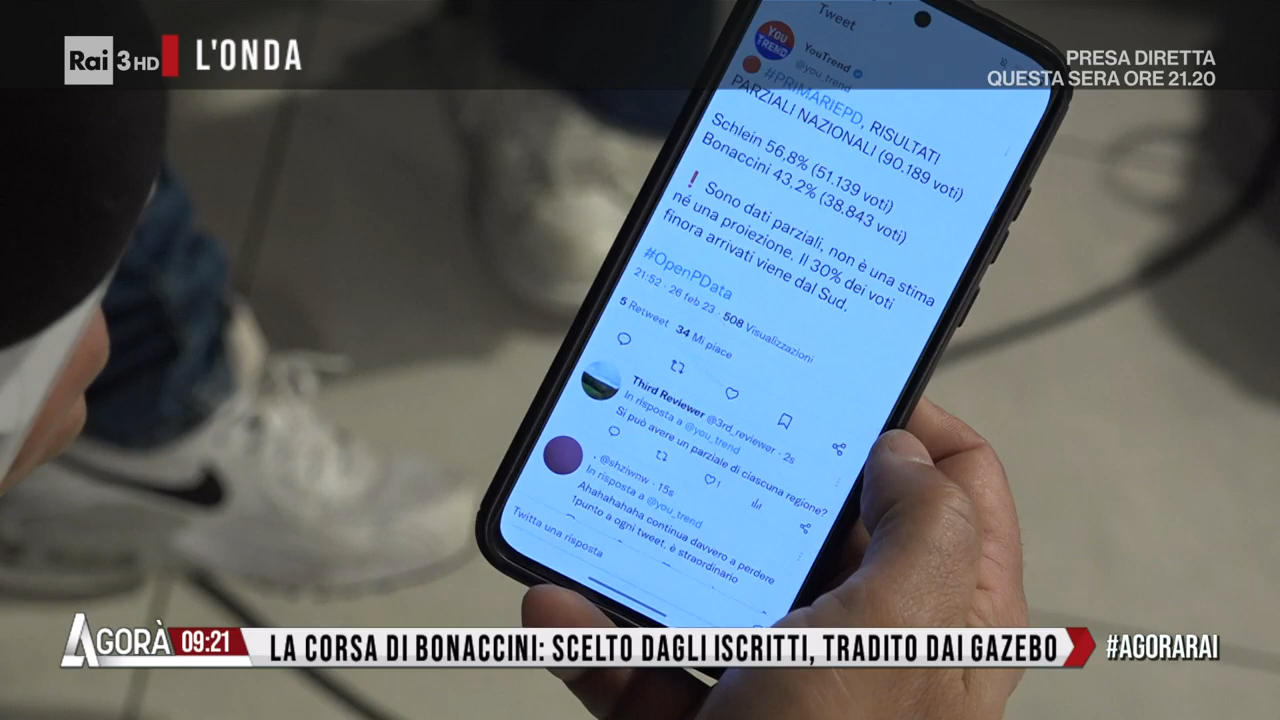 Rai 3HD
L'ONDA
PRESA DIRETTA
QUESTA SERA ORE 21.20
Tweet
YOU
TREND
YouTrend
@you_trend
#PRIMARIEPD, RISULTATI
PARZIALI NAZIONALI (90.189 voti)
Schlein 56,8% (51.139 voti)
Bonaccini 43.2% (38.843 voti)
❗ Sono dati parziali, non è una stima
né una proiezione. Il 30% dei voti
finora arrivati viene dal Sud.
#OpenPData
21:52 · 26 feb 23 · 508 Visualizzazioni
5 Retweet 34 Mi piace
Third Reviewer @3rd_reviewer · 2s
In risposta a @you_trend
Si può avere un parziale di ciascuna regione?
1
. @shziwnw · 15s
In risposta a @you_trend
Ahahahahaha continua davvero a perdere
1punto a ogni tweet, è straordinario
Twitta una risposta
AGORÀ 09:21
LA CORSA DI BONACCINI: SCELTO DAGLI ISCRITTI, TRADITO DAI GAZEBO
#AGORARAI